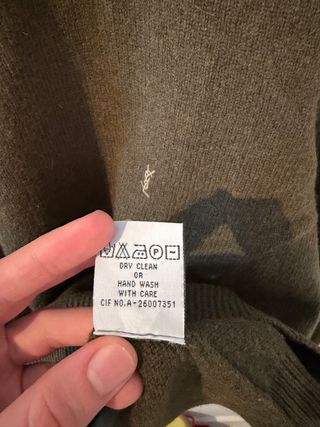 P
DRY CLEAN
OR
HAND WASH
WITH CARE
CIF NO.A-26007351